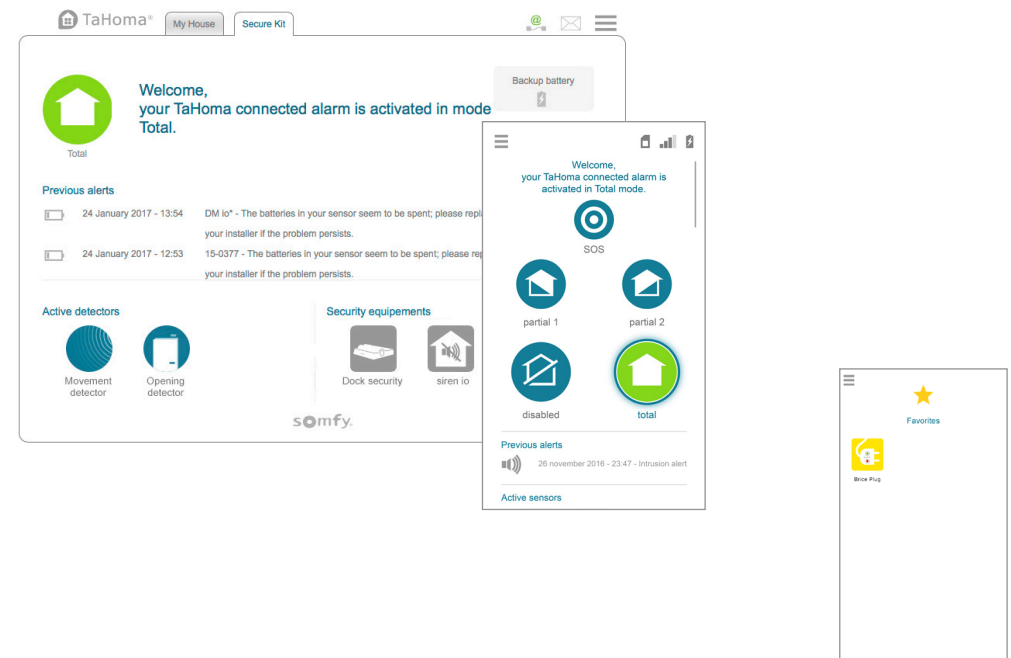 TaHoma®
My House
Secure Kit
@
Backup battery
Welcome,
your TaHoma connected alarm is activated in mode
Total.
Total
Previous alerts
24 January 2017 - 13:54
DM io* - The batteries in your sensor seem to be spent; please repl
your installer if the problem persists.
24 January 2017 - 12:53
15-0377 - The batteries in your sensor seem to be spent; please rep
your installer if the problem persists.
Active detectors
Movement
detector
Opening
detector
Security equipements
Dock security
siren io
somfy.
Welcome,
your TaHoma connected alarm is
activated in Total mode.
SOS
partial 1
partial 2
disabled
total
Previous alerts
26 november 2016 - 23:47 - Intrusion alert
Active sensors
Favorites
Brice Plug